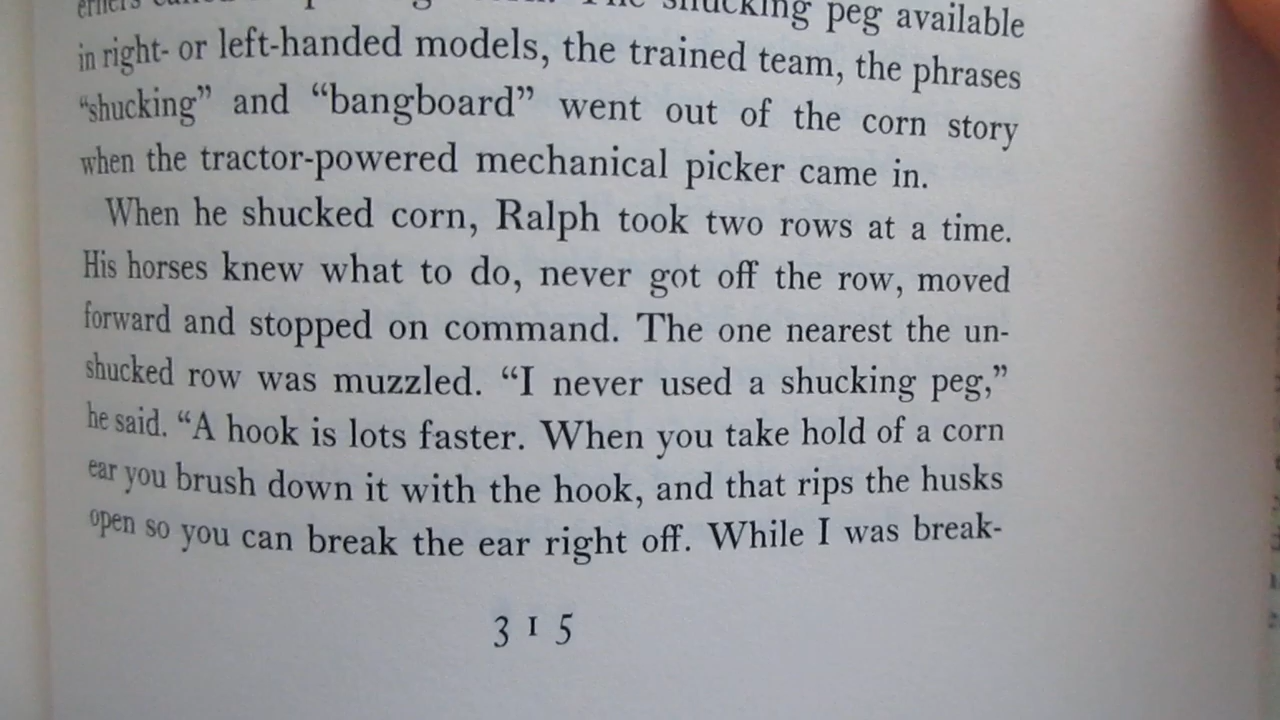 The shucking peg available
in right- or left-handed models, the trained team, the phrases
“shucking” and “bangboard” went out of the corn story
when the tractor-powered mechanical picker came in.
When he shucked corn, Ralph took two rows at a time.
His horses knew what to do, never got off the row, moved
forward and stopped on command. The one nearest the un-
shucked row was muzzled. “I never used a shucking peg,”
he said. “A hook is lots faster. When you take hold of a corn
ear you brush down it with the hook, and that rips the husks
open so you can break the ear right off. While I was break-
315